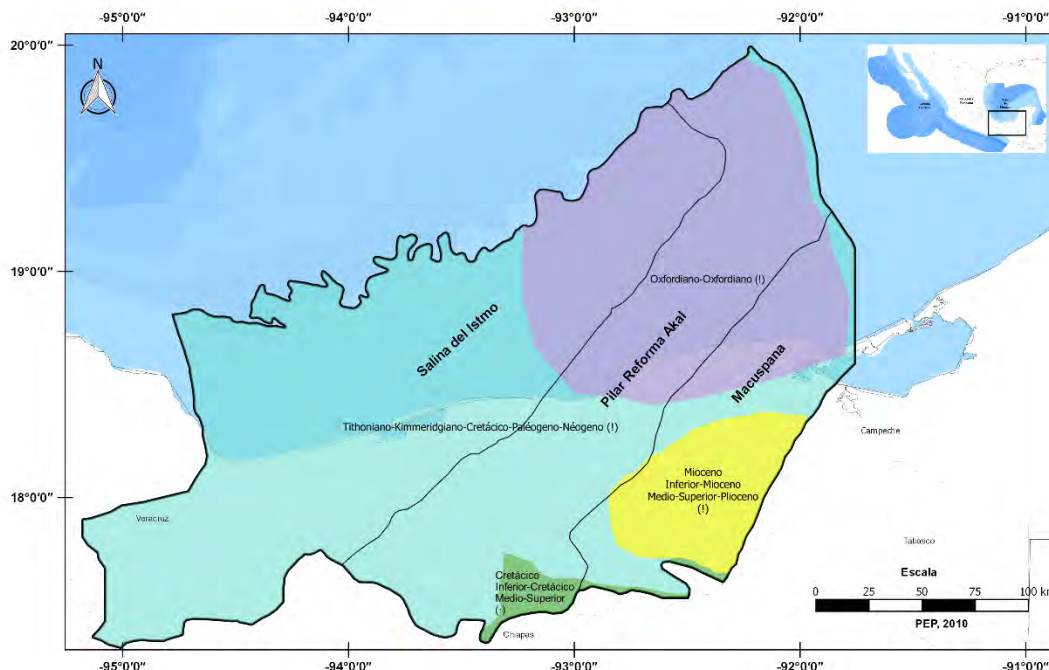 -95°0'0"
-94°0'0"
-93°0'0"
-92°0'0"
-91°0'0"
20°0'0"
N
19°0'0"
Oxfordiano-Oxfordiano (!)
Salina del Istmo
Pilar Reforma Akal
Macuspana
Tithoniano-Kimmeridgiano-Cretácico-Paleógeno-Néogeno (!)
Campeche
18°0'0"
Mioceno
Inferior-Mioceno
Medio-Superior-Plioceno
(!)
Veracruz
Tabasco
Cretácico
Inferior-Cretácico
Medio-Superior
Escala
0 25 50 75 100 km
PEP, 2010
Chiapas
-95°0'0"
-94°0'0"
-93°0'0"
-92°0'0"
-91°0'0"